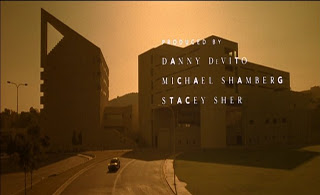 PRODUCED BY
DANNY DEVITO
MICHAEL SHAMBERG
STACEY SHER